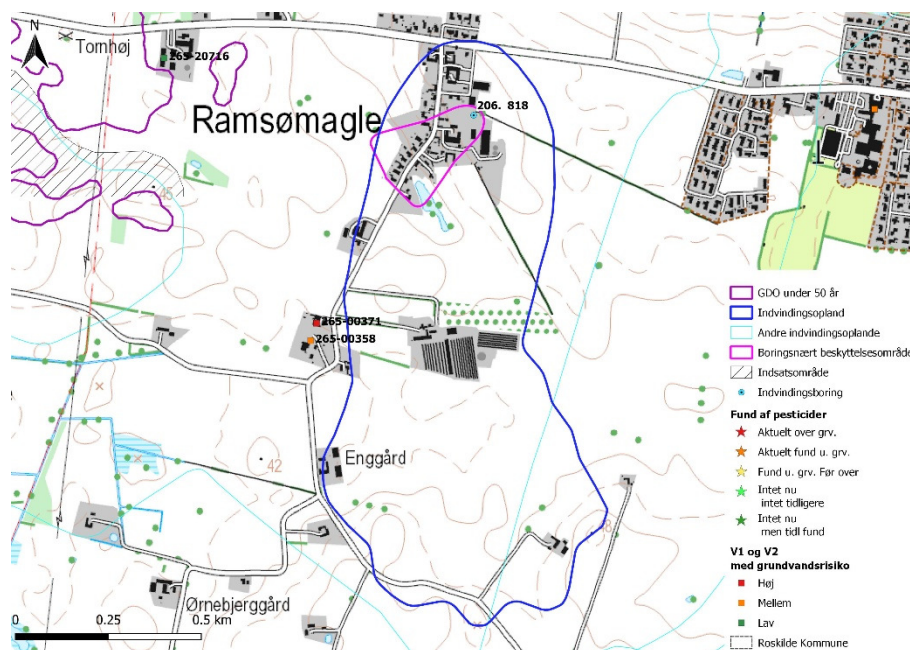 N
Tornhøj
265-20716
Ramsømagle
206. 818
45
265-00371
265-00358
Enggård
42
48
Ørnebjerggård
0 0.25 0.5 km
GDO under 50 år
Indvindingsopland
Andre indvindingsoplande
Boringsnært beskyttelsesområde
Indsatsområde
Indvindingsboring
Fund af pesticider
Aktuelt over grv.
Aktuelt fund u. grv.
Fund u. grv. Før over
Intet nu
intet tidligere
Intet nu
men tidl fund
V1 og V2
med grundvandsrisiko
Høj
Mellem
Lav
Roskilde Kommune